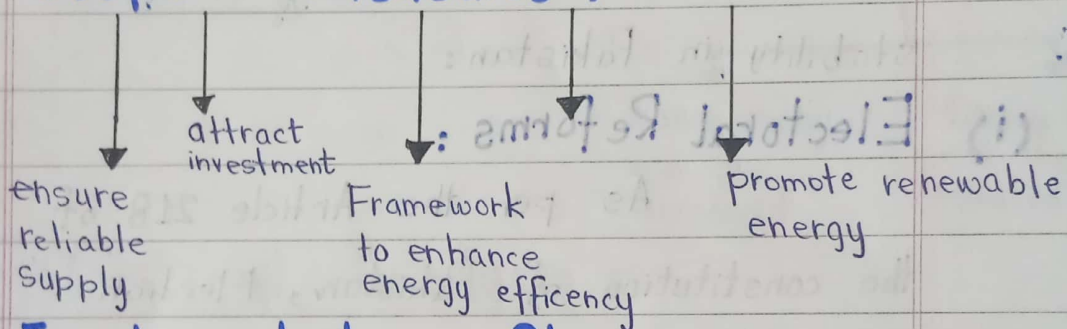 attract
investment
ensure
reliable
supply
Framework
to enhance
energy efficency
promote renewable
energy